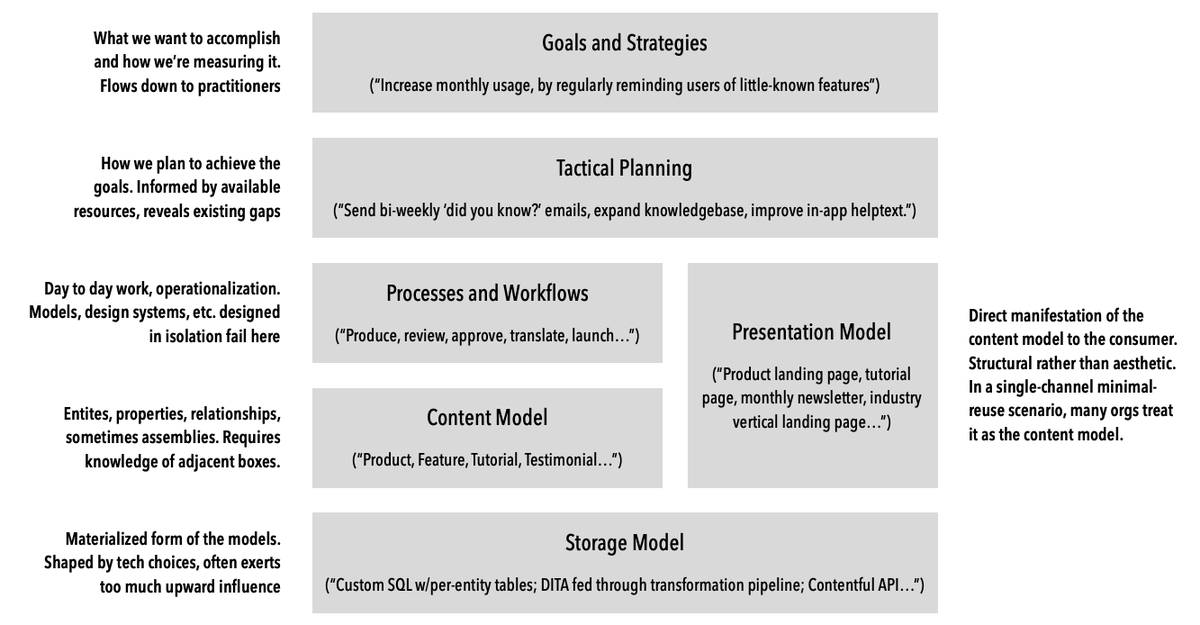 What we want to accomplish
and how we’re measuring it.
Flows down to practitioners
Goals and Strategies
(“Increase monthly usage, by regularly reminding users of little-known features”)
How we plan to achieve the
goals. Informed by available
resources, reveals existing gaps
Tactical Planning
(“Send bi-weekly ‘did you know?’ emails, expand knowledgebase, improve in-app helptext.”)
Day to day work, operationalization.
Models, design systems, etc. designed
in isolation fail here
Processes and Workflows
(“Produce, review, approve, translate, launch…”)
Entites, properties, relationships,
sometimes assemblies. Requires
knowledge of adjacent boxes.
Content Model
(“Product, Feature, Tutorial, Testimonial…”)
Presentation Model
(“Product landing page, tutorial
page, monthly newsletter, industry
vertical landing page…”)
Direct manifestation of the
content model to the consumer.
Structural rather than aesthetic.
In a single-channel minimal-
reuse scenario, many orgs treat
it as the content model.
Materialized form of the models.
Shaped by tech choices, often exerts
too much upward influence
Storage Model
(“Custom SQL w/per-entity tables; DITA fed through transformation pipeline; Contentful API…”)